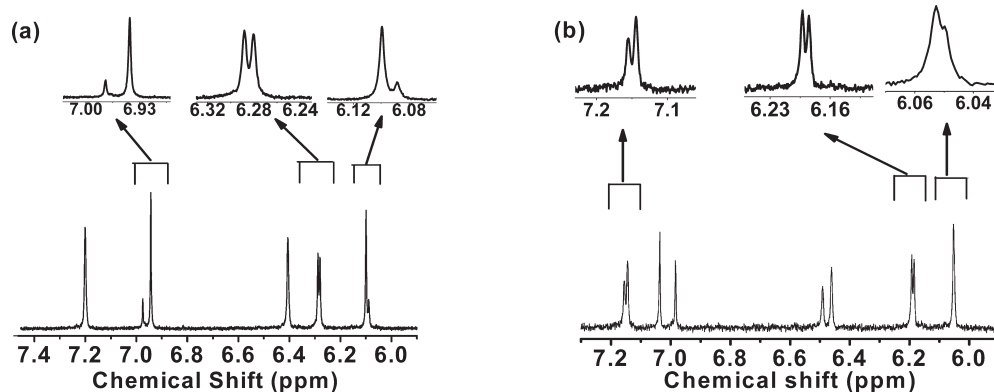 (a)
7.00 6.93
6.32 6.28 6.24
6.12 6.08
7.4 7.2 7.0 6.8 6.6 6.4 6.2 6.0
Chemical Shift (ppm)
(b)
7.2 7.1
6.23 6.16
6.06 6.04
7.2 7.0 6.8 6.6 6.4 6.2 6.0
Chemical shift (ppm)